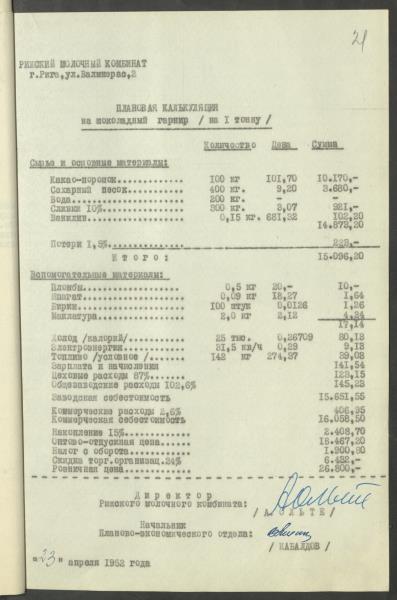 21
РИЖСКИЙ МОЛОЧНЫЙ КОМБИНАТ
г.Рига,ул.Валмиерас,2
ПЛАНОВАЯ КАЛЬКУЛЯЦИЯ
на шоколадный гарнир / на 1 тонну /
Количество Цена Сумма
Сырье и основные материалы:
Какао-порошок............. 100 кг 101,70 10.170,-
Сахарный песок............ 400 кг. 9,20 3.680,-
Вода...................... 200 кг. - -
Сливки 10%................ 300 кг. 3,07 921,-
Ванилин................... 0,15 кг. 681,32 102,20
14.873,20
Потери 1,5%............... 223,-
И т о г о : 15.096,20
Вспомогательные материалы:
Пломбы.................... 0,5 кг 20,- 10,-
Шпагат.................... 0,09 кг 18,27 1,64
Бирки..................... 100 штук 0,0126 1,26
Макулатура................ 2,0 кг 2,12 4,24
17,14
Холод /калорий/........... 25 тыс. 0,26709
Электроэнергия............ 31,5 кв/ч 0,29 9,13
Топливо /условное /....... 142 кг 274,37 39,03
Зарплата и начисления 141,54
Цеховые расходы 87%....... 123,15
Общезаводские расходы 102,6% 145,23
Заводская себестоимость 15.651,55
Коммерческие расходы 2,6% 406,95
Коммерческая себестоимость 16.058,50
Накопление 15%............ 2.408,70
Оптово-отпускная цена..... 18.467,20
Налог с оборота........... 1.900,80
Скидка торг.организац.24% 6.432,-
Розничная цена............ 26.800,-
Д и р е к т о р
Рижского молочного комбината:
/ А.ОЛЬТЕ /
Начальник
Планово-экономического отдела:
/ КАБАЛДОВ /
"23" апреля 1952 года